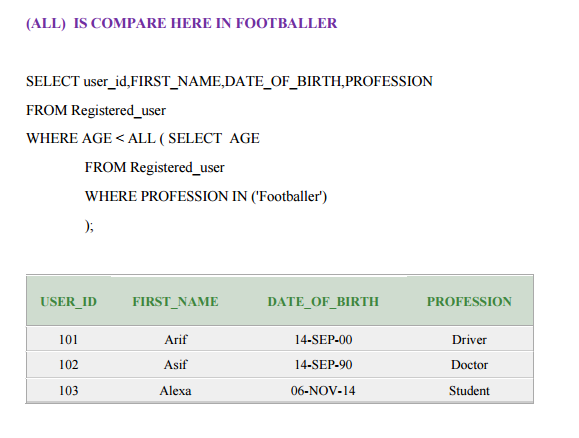 (ALL) IS COMPARE HERE IN FOOTBALLER
SELECT user_id,FIRST_NAME,DATE_OF_BIRTH,PROFESSION
FROM Registered_user
WHERE AGE < ALL ( SELECT AGE
FROM Registered_user
WHERE PROFESSION IN ('Footballer')
);
USER_ID FIRST_NAME DATE_OF_BIRTH PROFESSION
101 Arif 14-SEP-00 Driver
102 Asif 14-SEP-90 Doctor
103 Alexa 06-NOV-14 Student